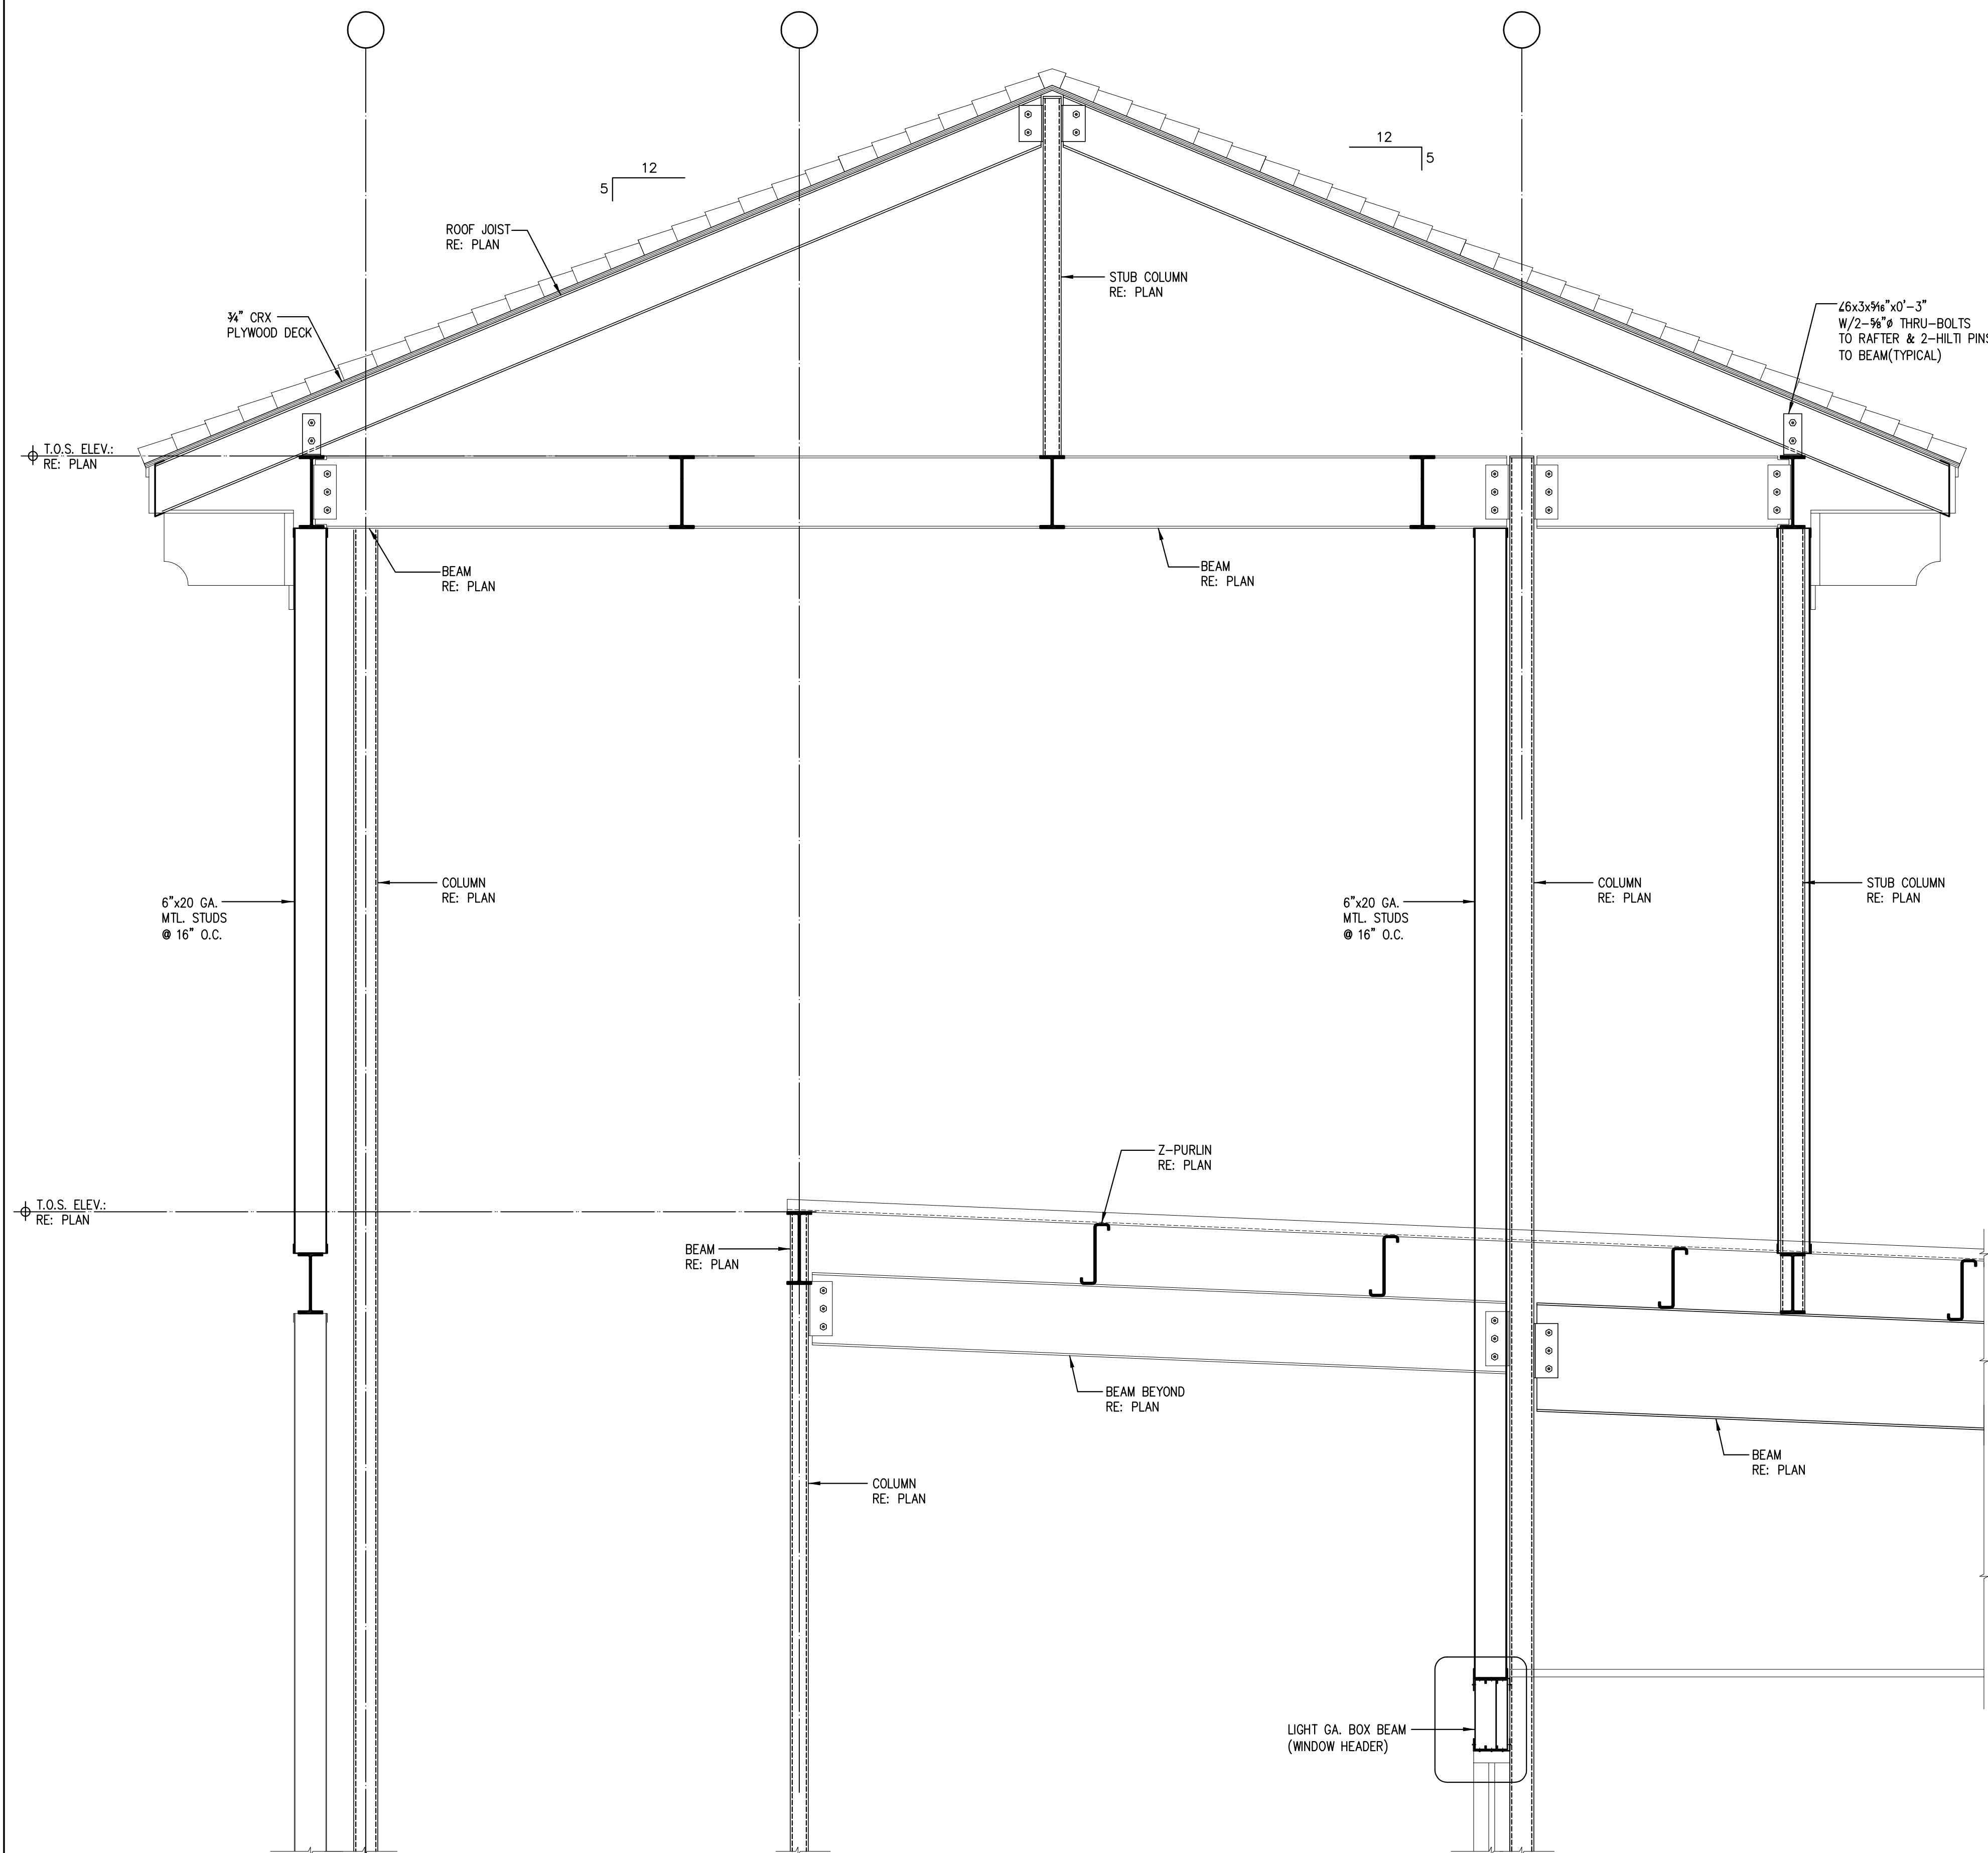 12
5
12
5
ROOF JOIST
RE: PLAN
STUB COLUMN
RE: PLAN
¾" CRX
PLYWOOD DECK
∠6x3x5⁄16"x0'-3"
W/2-⅝"ø THRU-BOLTS
TO RAFTER & 2-HILTI PINS
TO BEAM(TYPICAL)
T.O.S. ELEV.:
RE: PLAN
BEAM
RE: PLAN
BEAM
RE: PLAN
COLUMN
RE: PLAN
6"x20 GA.
MTL. STUDS
@ 16" O.C.
6"x20 GA.
MTL. STUDS
@ 16" O.C.
COLUMN
RE: PLAN
STUB COLUMN
RE: PLAN
Z-PURLIN
RE: PLAN
T.O.S. ELEV.:
RE: PLAN
BEAM
RE: PLAN
BEAM BEYOND
RE: PLAN
BEAM
RE: PLAN
COLUMN
RE: PLAN
LIGHT GA. BOX BEAM
(WINDOW HEADER)